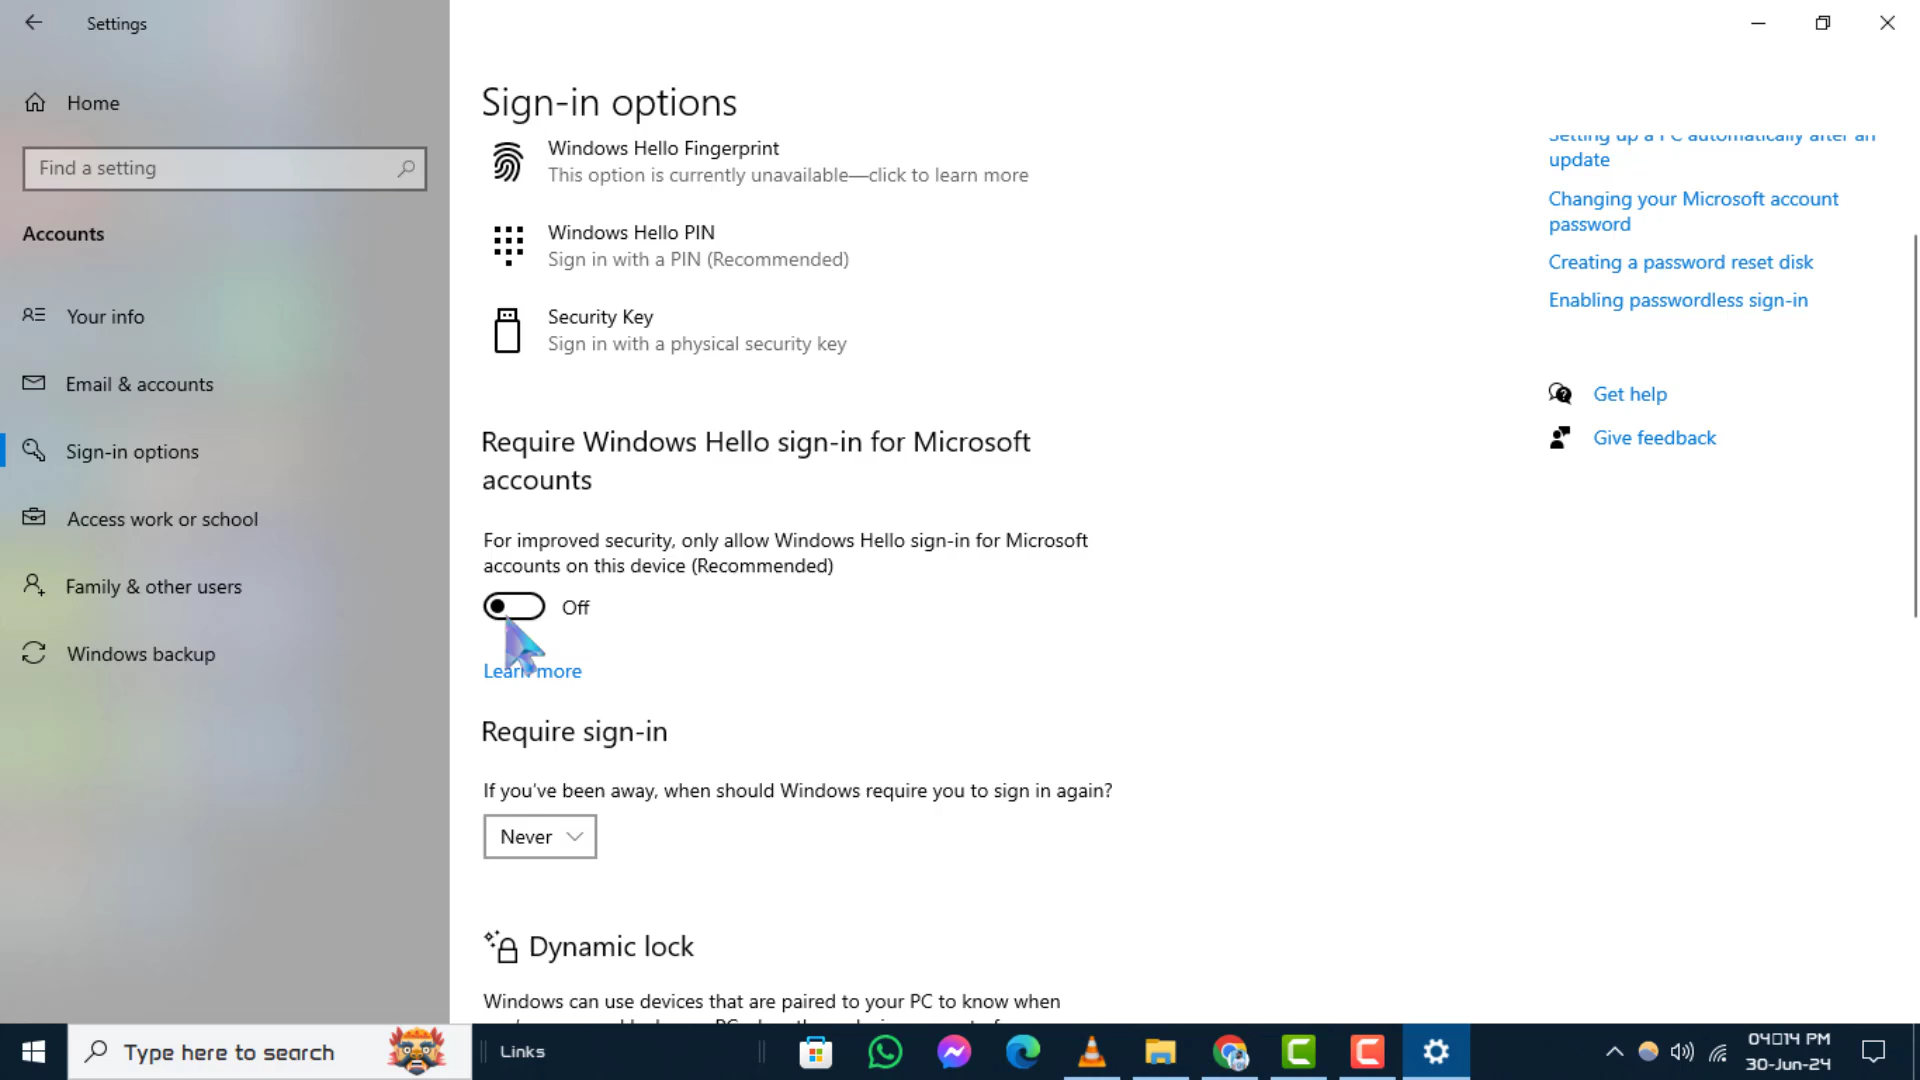 Settings
Home
Find a setting
Accounts
Your info
Email & accounts
Sign-in options
Access work or school
Family & other users
Windows backup
Sign-in options
Windows Hello Fingerprint
This option is currently unavailable—click to learn more
Windows Hello PIN
Sign in with a PIN (Recommended)
Security Key
Sign in with a physical security key
Require Windows Hello sign-in for Microsoft
accounts
For improved security, only allow Windows Hello sign-in for Microsoft
accounts on this device (Recommended)
Off
Learn more
Require sign-in
If you've been away, when should Windows require you to sign in again?
Never
Dynamic lock
Windows can use devices that are paired to your PC to know when
Setting up a PC automatically after an
update
Changing your Microsoft account
password
Creating a password reset disk
Enabling passwordless sign-in
Get help
Give feedback
Type here to search
Links
04□14 PM
30-Jun-24